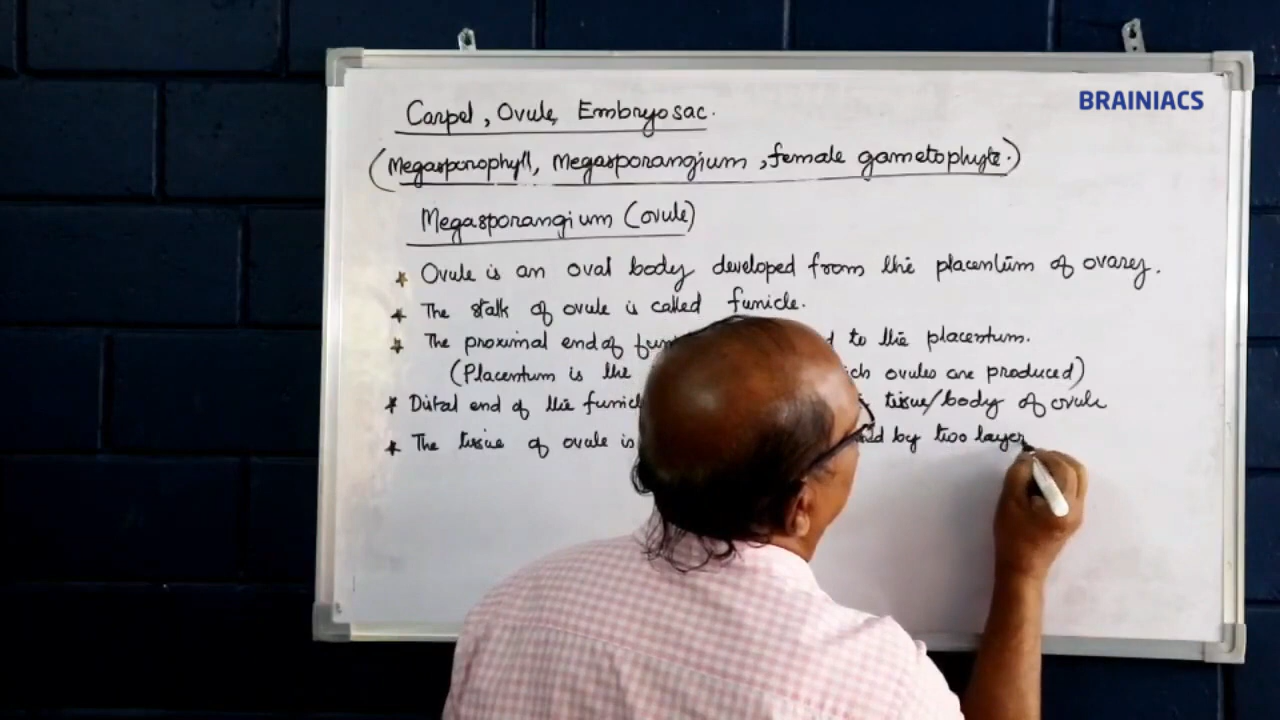 BRAINIACS
Carpel, Ovule, Embryosac.
(Megasporophyll, Megasporangium, female gametophyte.)
Megasporangium (ovule)
* Ovule is an oval body developed from the placentum of ovary.
* The stalk of ovule is called funicle.
* The proximal end of to the placentum.
(Placentum is the ovules are produced)
* Distal end of the tissue/body of ovule
* The tissue of ovule is by two layer